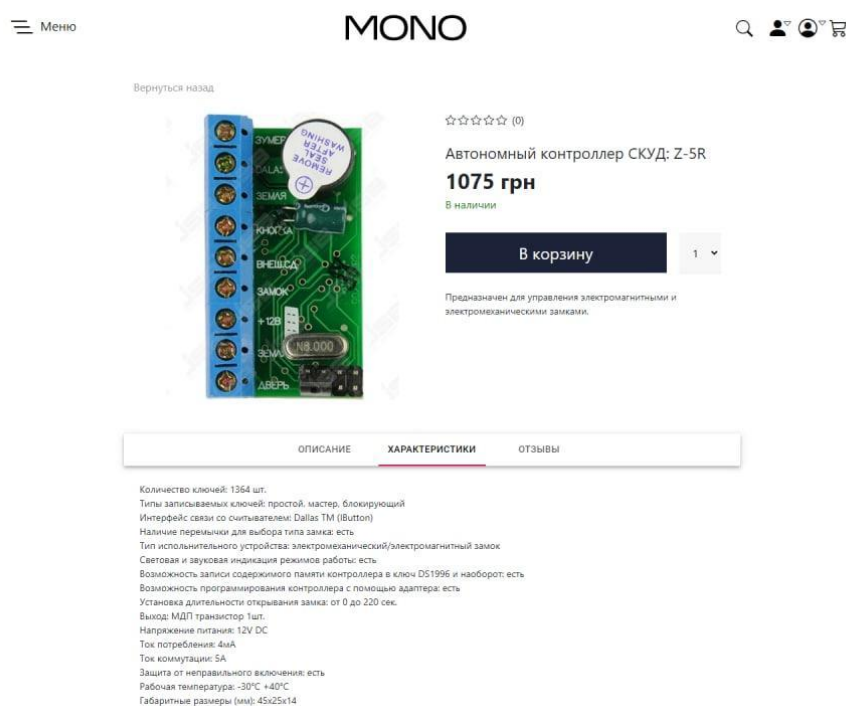 Меню
MONO
Вернуться назад
(0)
Автономный контроллер СКУД: Z-5R
1075 грн
В наличии
В корзину
1
Предназначен для управления электромагнитными и
электромеханическими замками.
ЗУМЕР
DALAS
ЗЕМЛЯ
КНОПКА
ВНЕШ.СД
ЗАМОК
+12В
ЗЕМЛ
ДВЕРЬ
REMOVE
SEAL
AFTER
WASHING
N8.000
ОПИСАНИЕ
ХАРАКТЕРИСТИКИ
ОТЗЫВЫ
Количество ключей: 1364 шт.
Типы записываемых ключей: простой, мастер, блокирующий
Интерфейс связи со считывателем: Dallas TM (IButton)
Наличие перемычки для выбора типа замка: есть
Тип испольнительного устройства: электромеханический/электромагнитный замок
Световая и звуковая индикация режимов работы: есть
Возможность записи содержимого памяти контроллера в ключ DS1996 и наоборот: есть
Возможность программирования контроллера с помощью адаптера: есть
Установка длительности открывания замка: от 0 до 220 сек.
Выход: МДП транзистор 1шт.
Напряжение питания: 12V DC
Ток потребления: 4мА
Ток коммутации: 5А
Защита от неправильного включения: есть
Рабочая температура: -30°C +40°C
Габаритные размеры (мм): 45x25x14